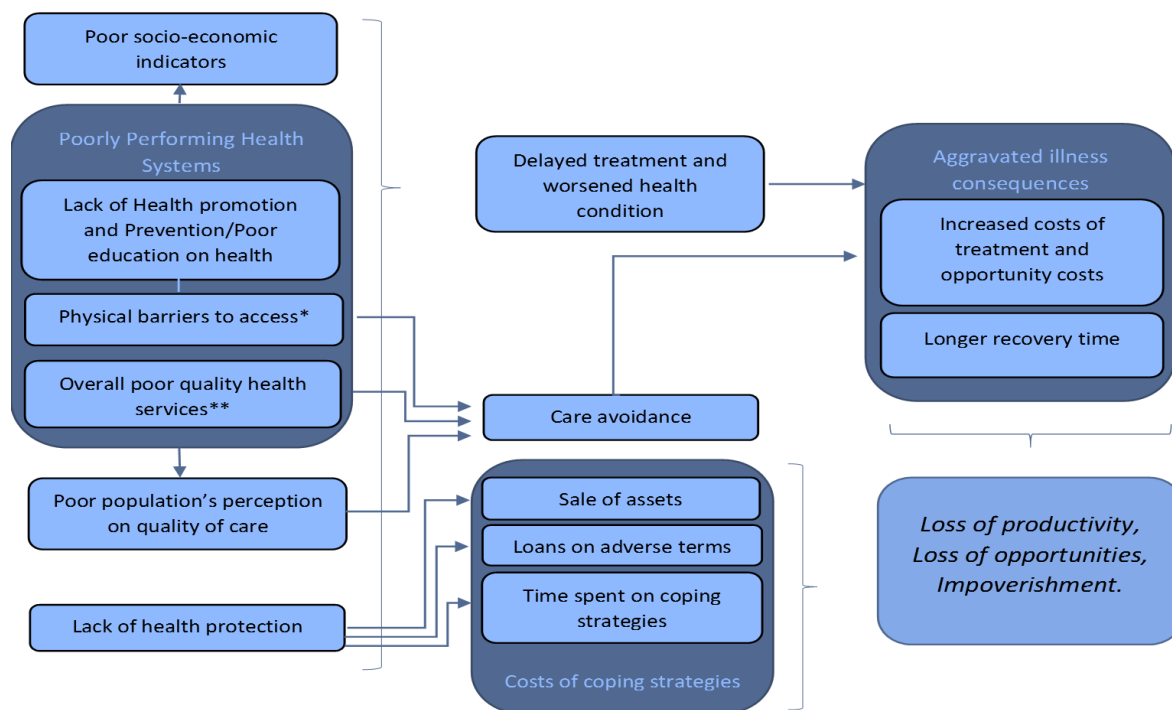 Poor socio-economic
indicators
Poorly Performing Health
Systems
Lack of Health promotion
and Prevention/Poor
education on health
Physical barriers to access*
Overall poor quality health
services**
Poor population’s perception
on quality of care
Lack of health protection
Delayed treatment and
worsened health
condition
Care avoidance
Sale of assets
Loans on adverse terms
Time spent on coping
strategies
Costs of coping strategies
Aggravated illness
consequences
Increased costs of
treatment and
opportunity costs
Longer recovery time
Loss of productivity,
Loss of opportunities,
Impoverishment.